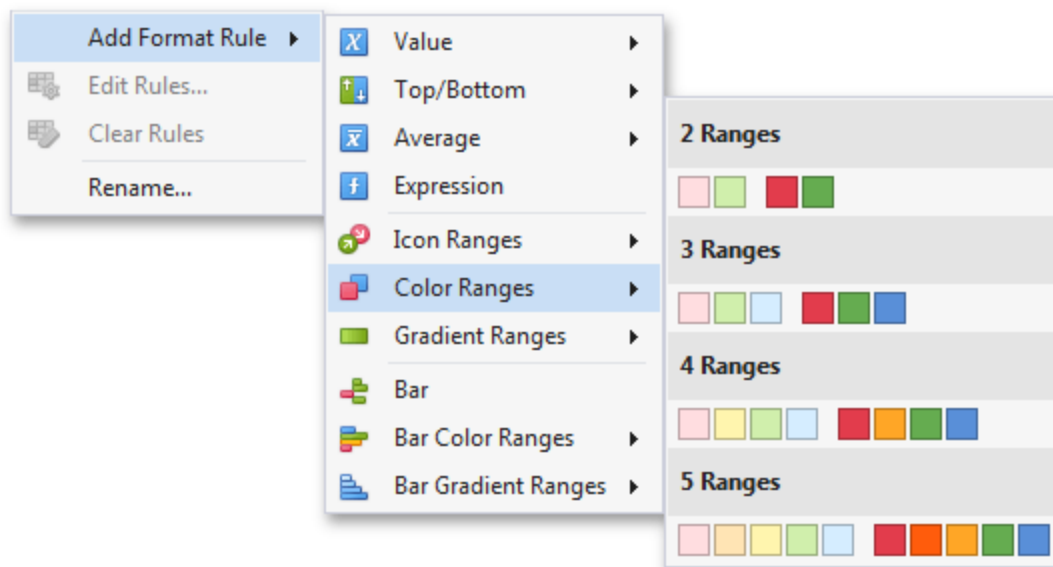 Add Format Rule
Edit Rules...
Clear Rules
Rename...
Value
Top/Bottom
Average
Expression
Icon Ranges
Color Ranges
Gradient Ranges
Bar
Bar Color Ranges
Bar Gradient Ranges
2 Ranges
3 Ranges
4 Ranges
5 Ranges